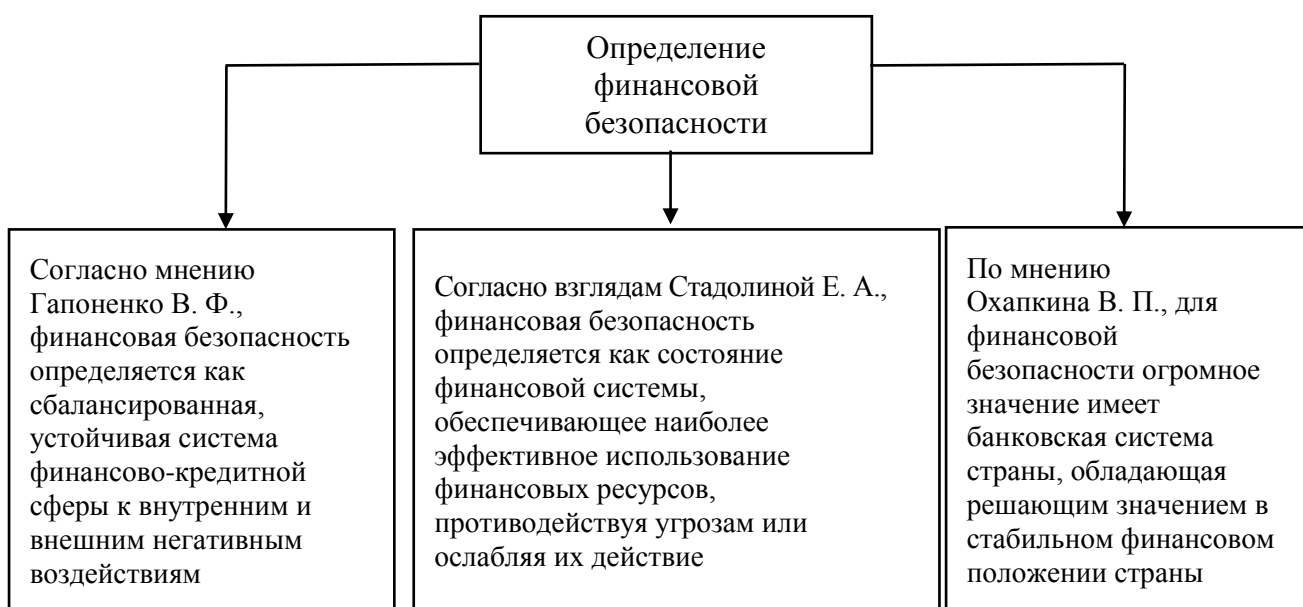 Определение
финансовой
безопасности
Согласно мнению
Гапоненко В. Ф.,
финансовая безопасность
определяется как
сбалансированная,
устойчивая система
финансово-кредитной
сферы к внутренним и
внешним негативным
воздействиям
Согласно взглядам Стадолиной Е. А.,
финансовая безопасность
определяется как состояние
финансовой системы,
обеспечивающее наиболее
эффективное использование
финансовых ресурсов,
противодействуя угрозам или
ослабляя их действие
По мнению
Охапкина В. П., для
финансовой
безопасности огромное
значение имеет
банковская система
страны, обладающая
решающим значением в
стабильном финансовом
положении страны